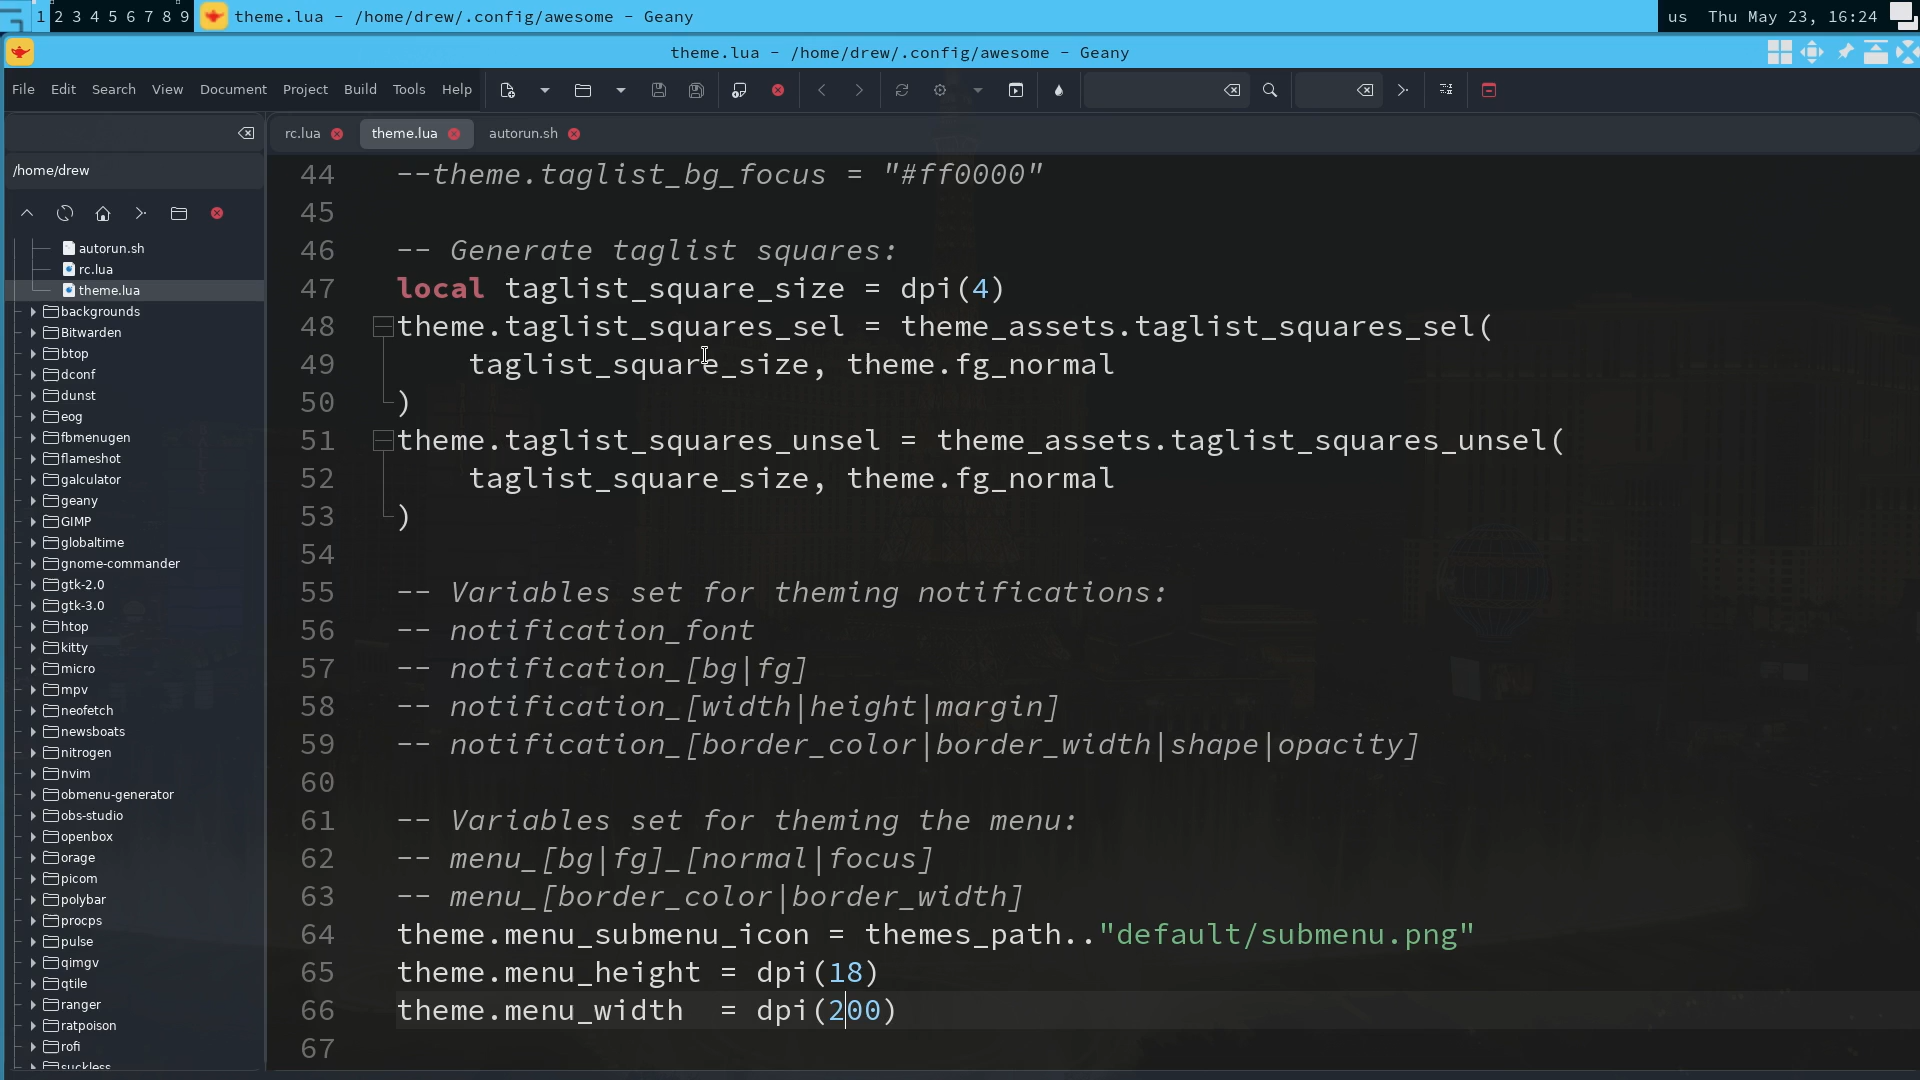 1 2 3 4 5 6 7 8 9 theme.lua - /home/drew/.config/awesome - Geany us Thu May 23, 16:24
theme.lua - /home/drew/.config/awesome - Geany
File Edit Search View Document Project Build Tools Help
rc.lua theme.lua autorun.sh
/home/drew
autorun.sh
rc.lua
theme.lua
backgrounds
Bitwarden
btop
dconf
dunst
eog
fbmenugen
flameshot
galculator
geany
GIMP
globaltime
gnome-commander
gtk-2.0
gtk-3.0
htop
kitty
micro
mpv
neofetch
newsboats
nitrogen
nvim
obmenu-generator
obs-studio
openbox
orage
picom
polybar
procps
pulse
qimgv
qtile
ranger
ratpoison
rofi
suckless
44 --theme.taglist_bg_focus = "#ff0000"
45
46 -- Generate taglist squares:
47 local taglist_square_size = dpi(4)
48 theme.taglist_squares_sel = theme_assets.taglist_squares_sel(
49 taglist_square_size, theme.fg_normal
50 )
51 theme.taglist_squares_unsel = theme_assets.taglist_squares_unsel(
52 taglist_square_size, theme.fg_normal
53 )
54
55 -- Variables set for theming notifications:
56 -- notification_font
57 -- notification_[bg|fg]
58 -- notification_[width|height|margin]
59 -- notification_[border_color|border_width|shape|opacity]
60
61 -- Variables set for theming the menu:
62 -- menu_[bg|fg]_[normal|focus]
63 -- menu_[border_color|border_width]
64 theme.menu_submenu_icon = themes_path.."default/submenu.png"
65 theme.menu_height = dpi(18)
66 theme.menu_width  = dpi(200)
67